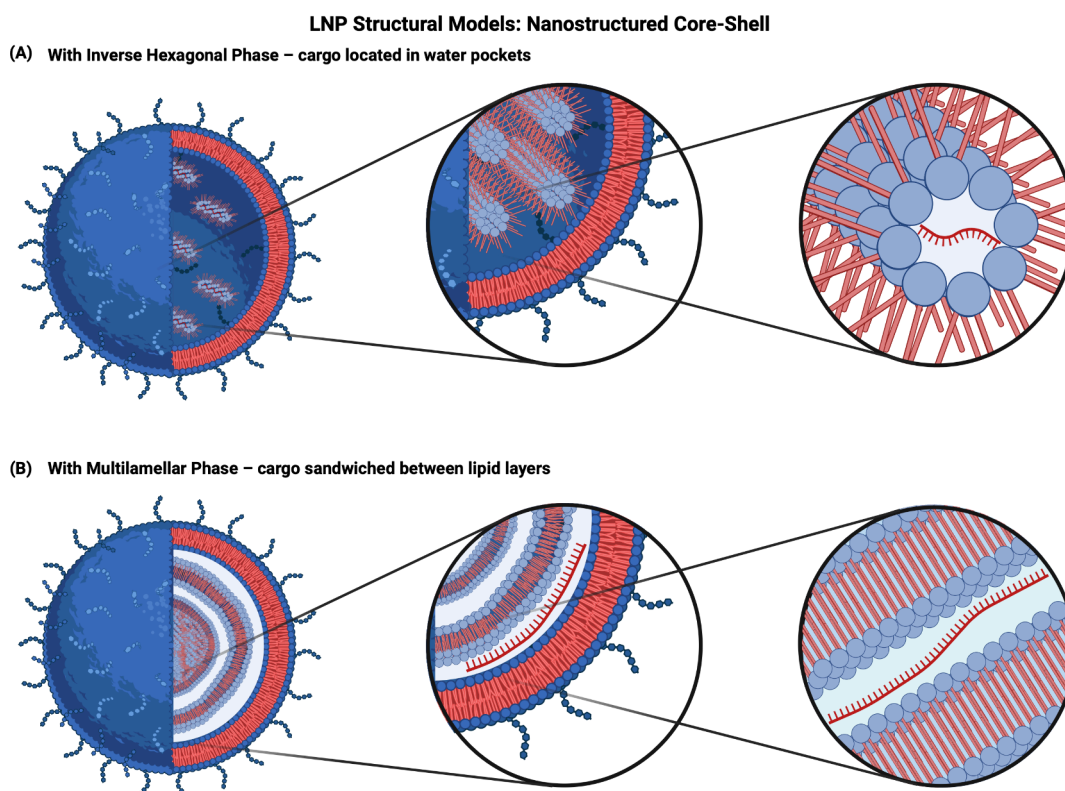 LNP Structural Models: Nanostructured Core-Shell
(A) With Inverse Hexagonal Phase – cargo located in water pockets
(B) With Multilamellar Phase – cargo sandwiched between lipid layers